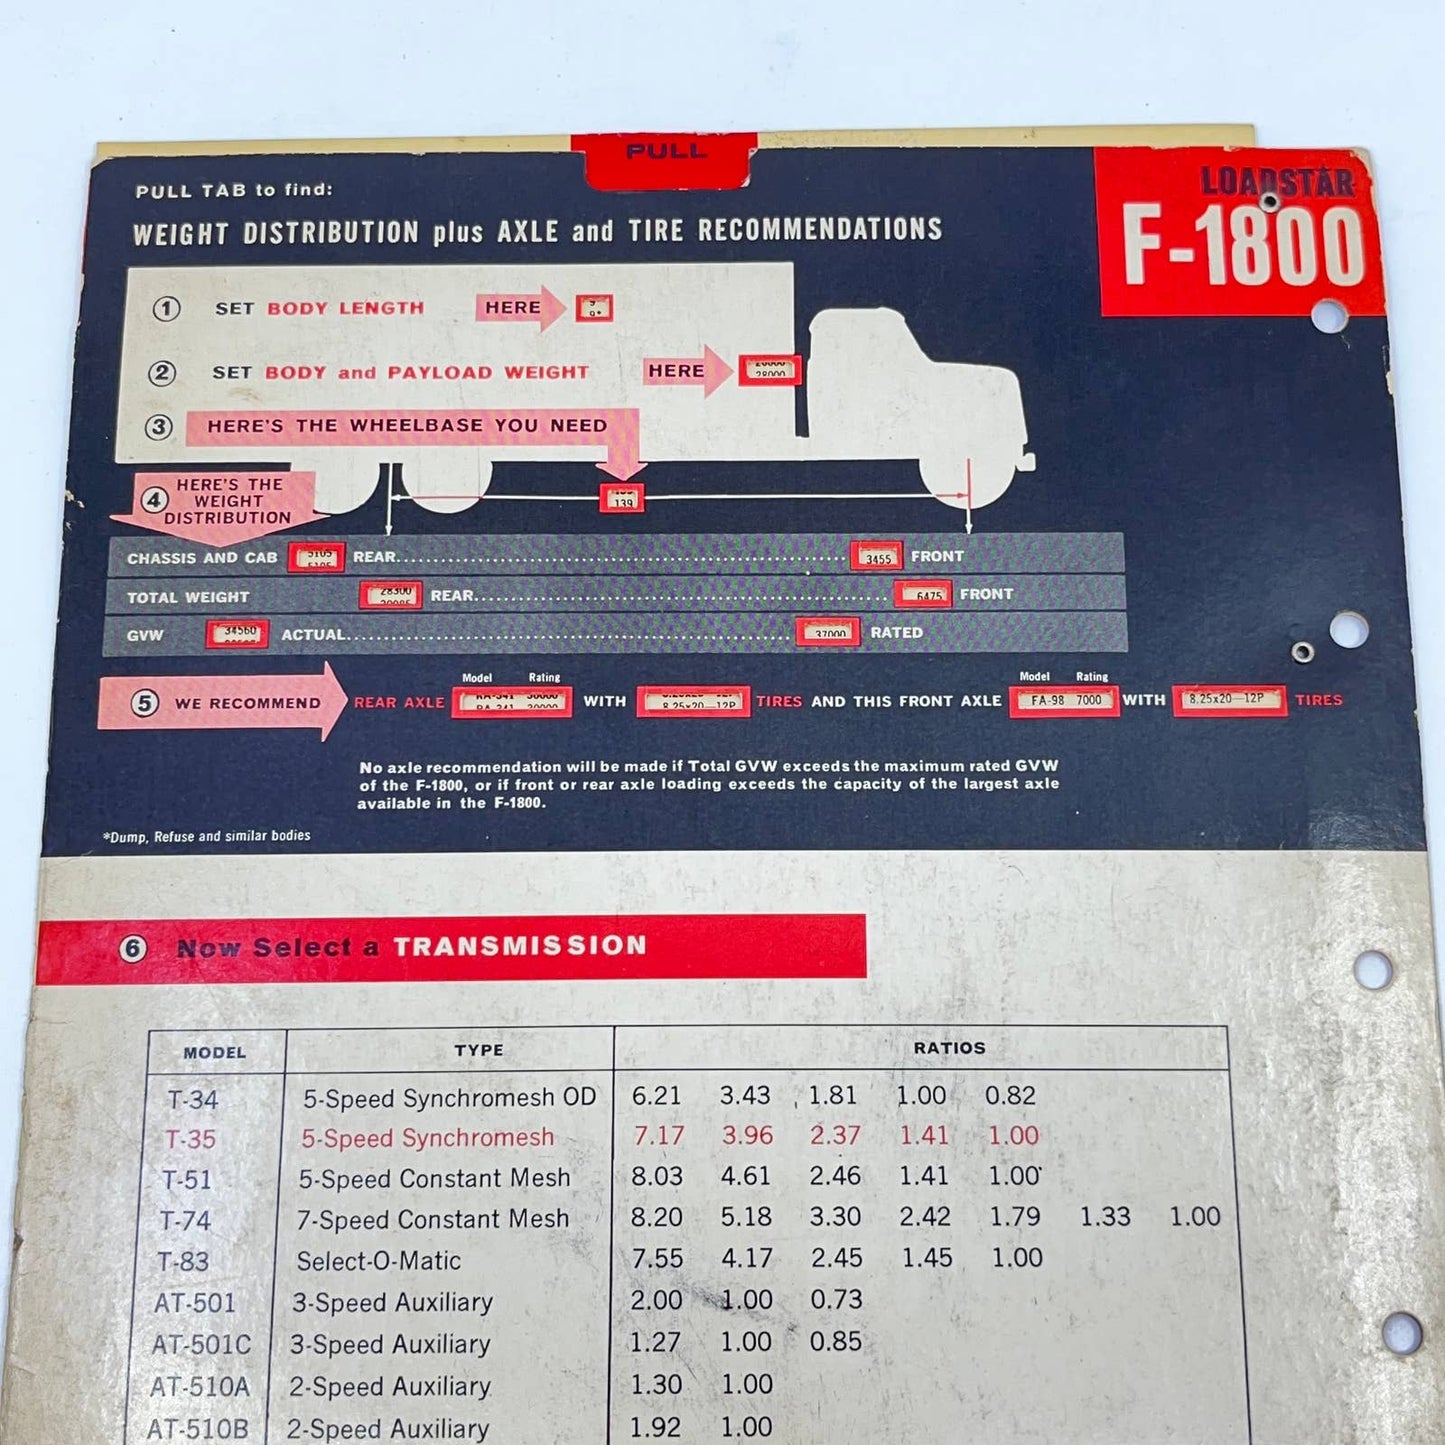 PULL
PULL TAB to find:
LOADSTAR
F-1800
WEIGHT DISTRIBUTION plus AXLE and TIRE RECOMMENDATIONS
1 SET BODY LENGTH HERE
9*
2 SET BODY and PAYLOAD WEIGHT HERE
28000
3 HERE'S THE WHEELBASE YOU NEED
139
4 HERE'S THE
WEIGHT
DISTRIBUTION
CHASSIS AND CAB 5105 REAR 3455 FRONT
TOTAL WEIGHT 28300 REAR 6475 FRONT
GVW 34560 ACTUAL 37000 RATED
Model Rating Model Rating
5 WE RECOMMEND REAR AXLE RA-341 30000 WITH 8.25x20—12P TIRES AND THIS FRONT AXLE FA-98 7000 WITH 8.25x20—12P TIRES
No axle recommendation will be made if Total GVW exceeds the maximum rated GVW
of the F-1800, or if front or rear axle loading exceeds the capacity of the largest axle
available in the F-1800.
*Dump, Refuse and similar bodies
6 Now Select a TRANSMISSION
MODEL TYPE RATIOS
T-34 5-Speed Synchromesh OD 6.21 3.43 1.81 1.00 0.82
T-35 5-Speed Synchromesh 7.17 3.96 2.37 1.41 1.00
T-51 5-Speed Constant Mesh 8.03 4.61 2.46 1.41 1.00
T-74 7-Speed Constant Mesh 8.20 5.18 3.30 2.42 1.79 1.33 1.00
T-83 Select-O-Matic 7.55 4.17 2.45 1.45 1.00
AT-501 3-Speed Auxiliary 2.00 1.00 0.73
AT-501C 3-Speed Auxiliary 1.27 1.00 0.85
AT-510A 2-Speed Auxiliary 1.30 1.00
AT-510B 2-Speed Auxiliary 1.92 1.00